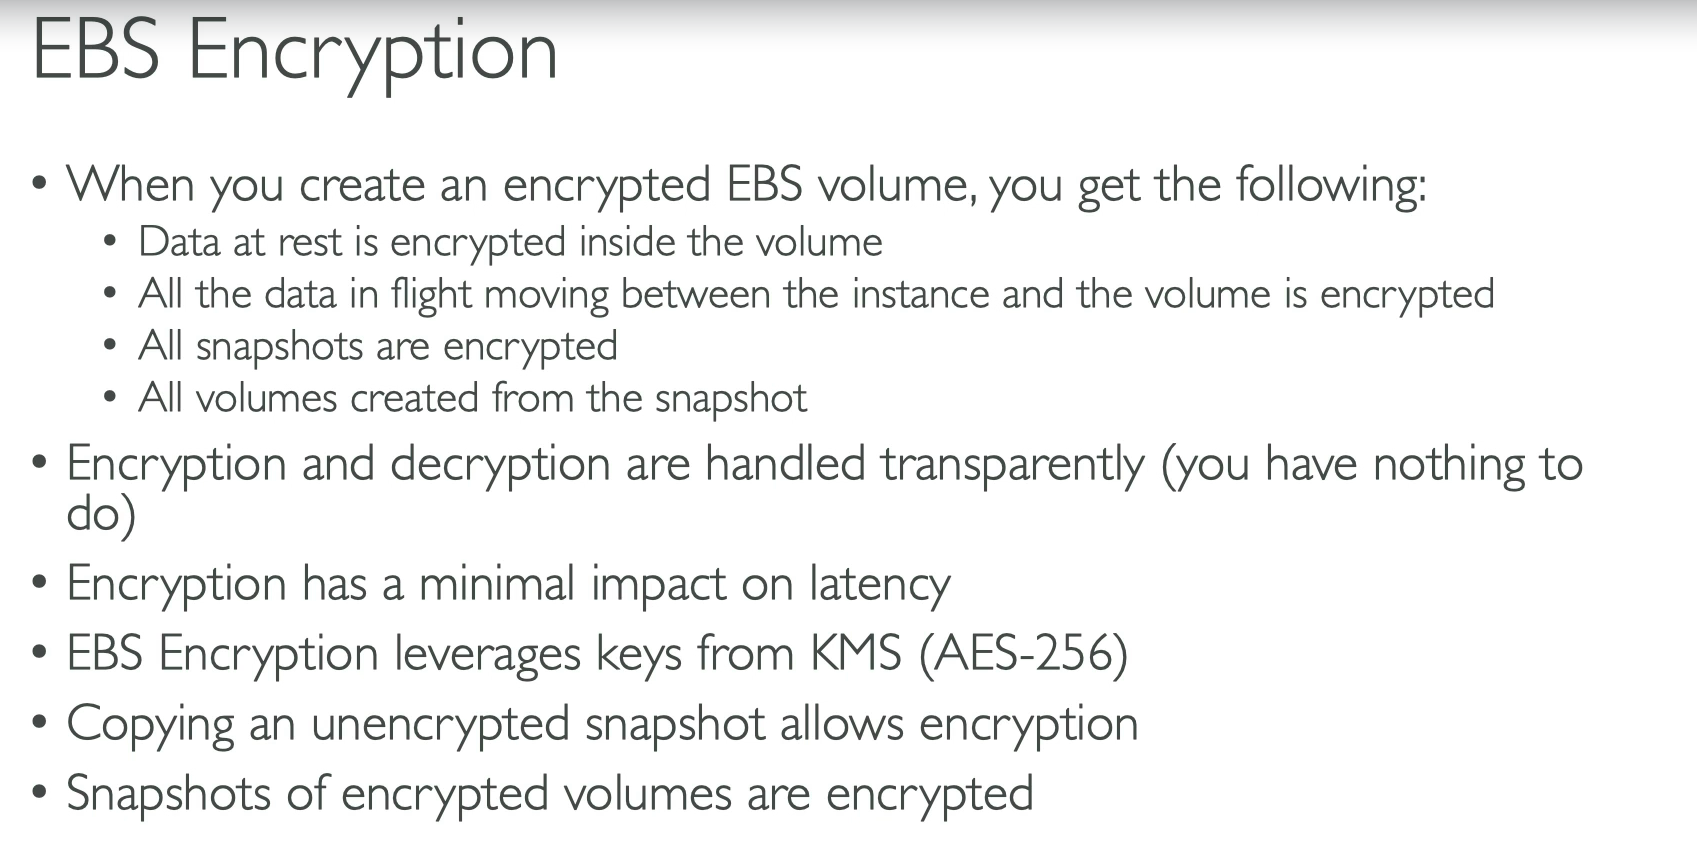 EBS Encryption
• When you create an encrypted EBS volume, you get the following:
• Data at rest is encrypted inside the volume
• All the data in flight moving between the instance and the volume is encrypted
• All snapshots are encrypted
• All volumes created from the snapshot
• Encryption and decryption are handled transparently (you have nothing to
do)
• Encryption has a minimal impact on latency
• EBS Encryption leverages keys from KMS (AES-256)
• Copying an unencrypted snapshot allows encryption
• Snapshots of encrypted volumes are encrypted